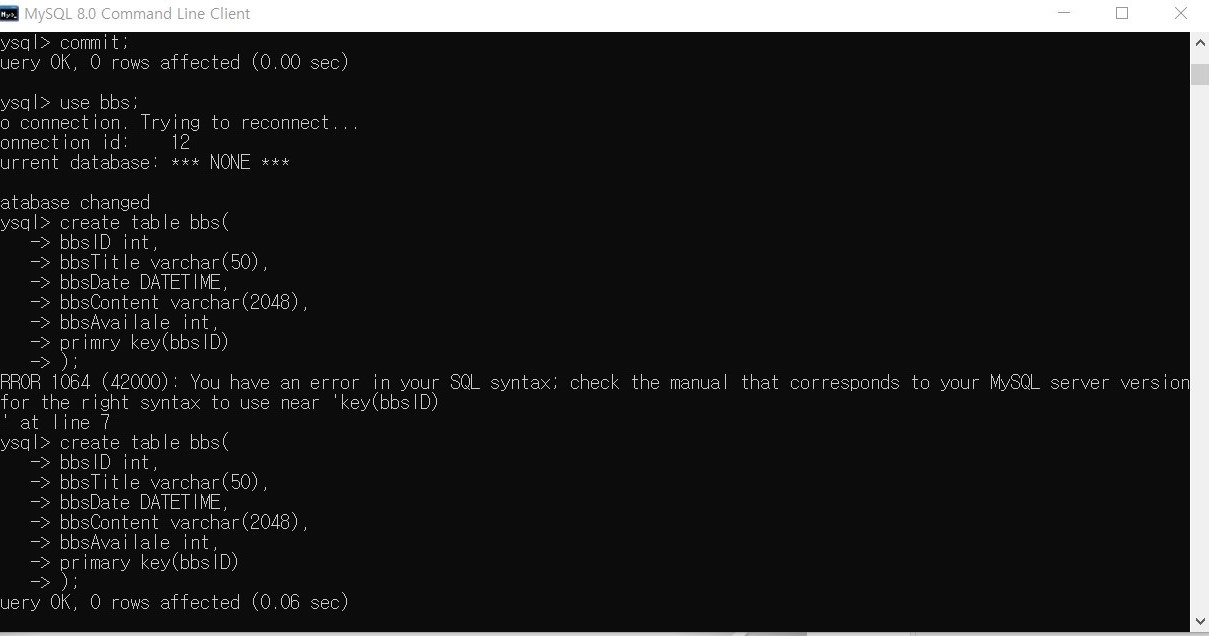 MySQL 8.0 Command Line Client
ysql> commit;
uery OK, 0 rows affected (0.00 sec)
ysql> use bbs;
o connection. Trying to reconnect...
onnection id:    12
urrent database: *** NONE ***
atabase changed
ysql> create table bbs(
    -> bbsID int,
    -> bbsTitle varchar(50),
    -> bbsDate DATETIME,
    -> bbsContent varchar(2048),
    -> bbsAvailale int,
    -> primry key(bbsID)
    -> );
RROR 1064 (42000): You have an error in your SQL syntax; check the manual that corresponds to your MySQL server version
for the right syntax to use near 'key(bbsID)
' at line 7
ysql> create table bbs(
    -> bbsID int,
    -> bbsTitle varchar(50),
    -> bbsDate DATETIME,
    -> bbsContent varchar(2048),
    -> bbsAvailale int,
    -> primary key(bbsID)
    -> );
uery OK, 0 rows affected (0.06 sec)